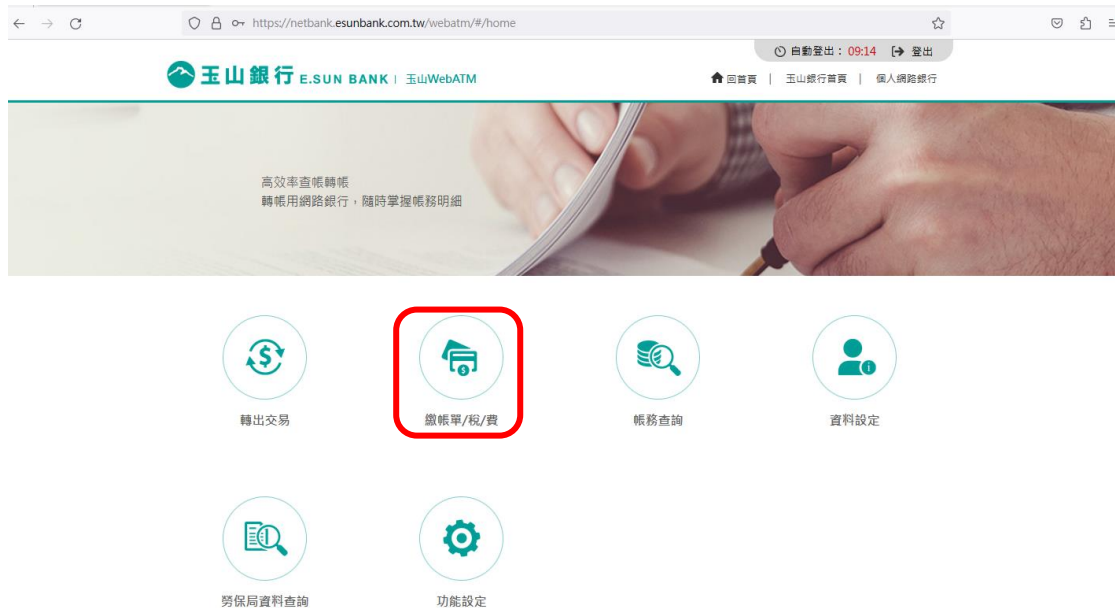 https://netbank.esunbank.com.tw/webatm/#/home
自動登出： 09:14 登出
玉山銀行 E.SUN BANK | 玉山WebATM
回首頁 | 玉山銀行首頁 | 個人網路銀行
高效率查帳轉帳
轉帳用網路銀行，隨時掌握帳務明細
轉出交易
繳帳單/稅/費
帳務查詢
資料設定
勞保局資料查詢
功能設定